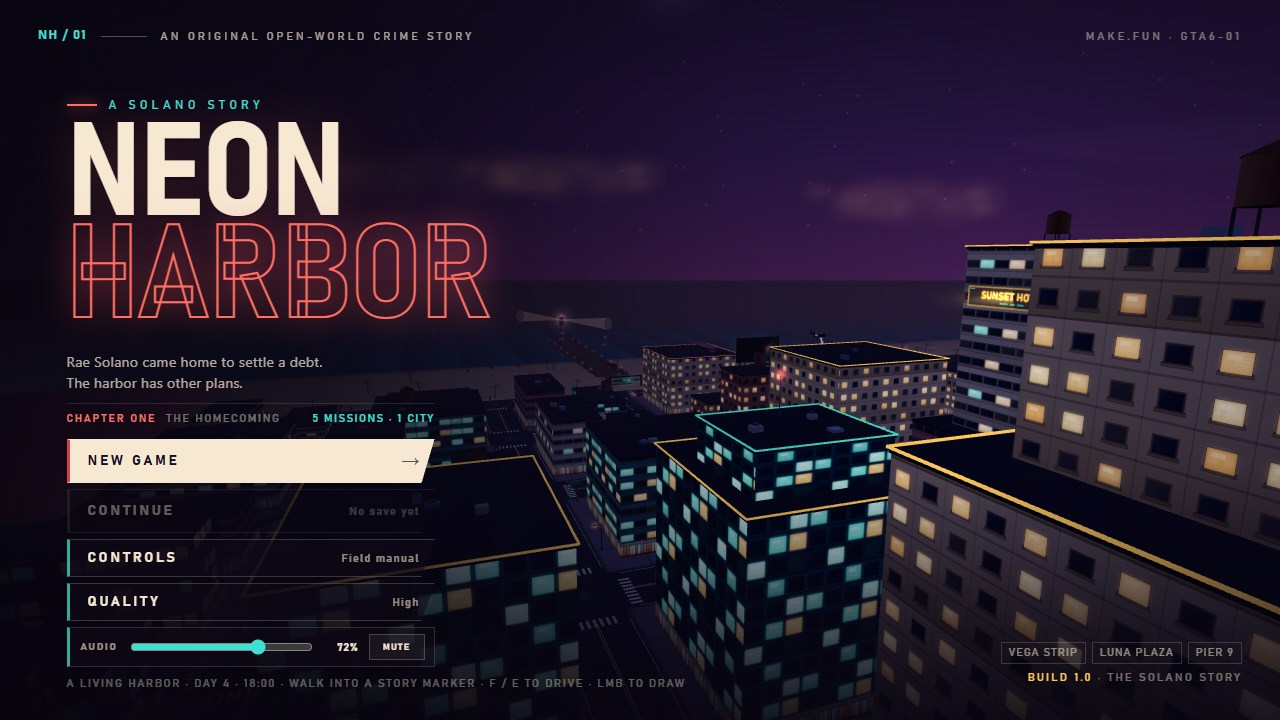 NH / 01 AN ORIGINAL OPEN-WORLD CRIME STORY
MAKE.FUN · GTA6-01
A SOLANO STORY
NEON
HARBOR
Rae Solano came home to settle a debt.
The harbor has other plans.
CHAPTER ONE THE HOMECOMING 5 MISSIONS · 1 CITY
NEW GAME →
CONTINUE No save yet
CONTROLS Field manual
QUALITY High
AUDIO 72% MUTE
A LIVING HARBOR · DAY 4 · 18:00 · WALK INTO A STORY MARKER · F / E TO DRIVE · LMB TO DRAW
SUNSET HO
VEGA STRIP LUNA PLAZA PIER 9
BUILD 1.0 · THE SOLANO STORY